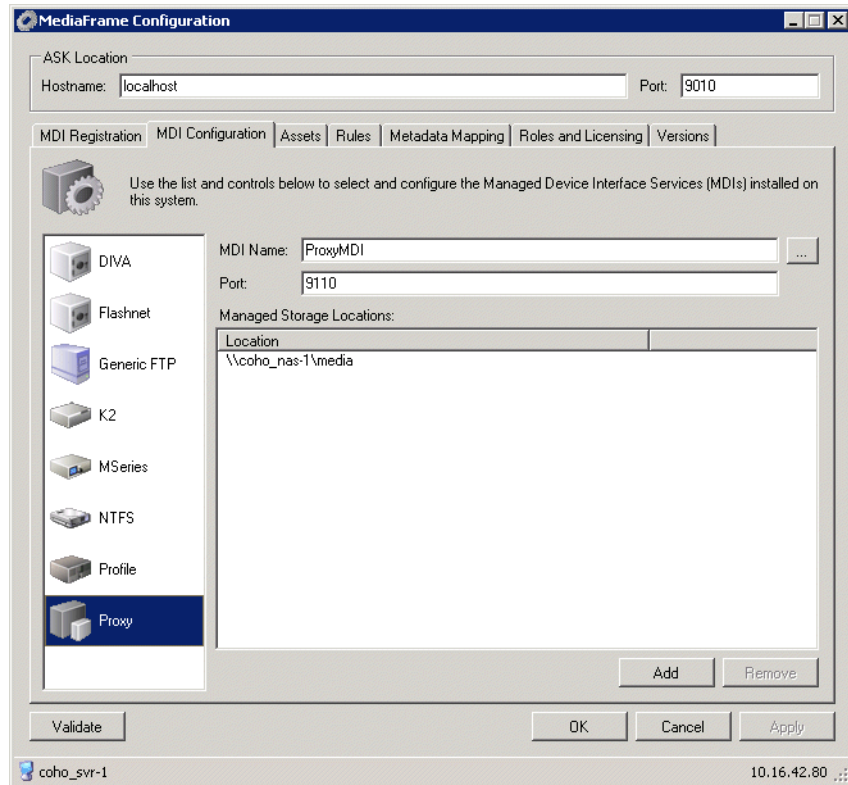 MediaFrame Configuration
ASK Location
Hostname: localhost Port: 9010
MDI Registration MDI Configuration Assets Rules Metadata Mapping Roles and Licensing Versions
Use the list and controls below to select and configure the Managed Device Interface Services (MDIs) installed on
this system.
DIVA
Flashnet
Generic FTP
K2
MSeries
NTFS
Profile
Proxy
MDI Name: ProxyMDI ...
Port: 9110
Managed Storage Locations:
Location
\\coho_nas-1\media
Add Remove
Validate OK Cancel Apply
coho_svr-1 10.16.42.80